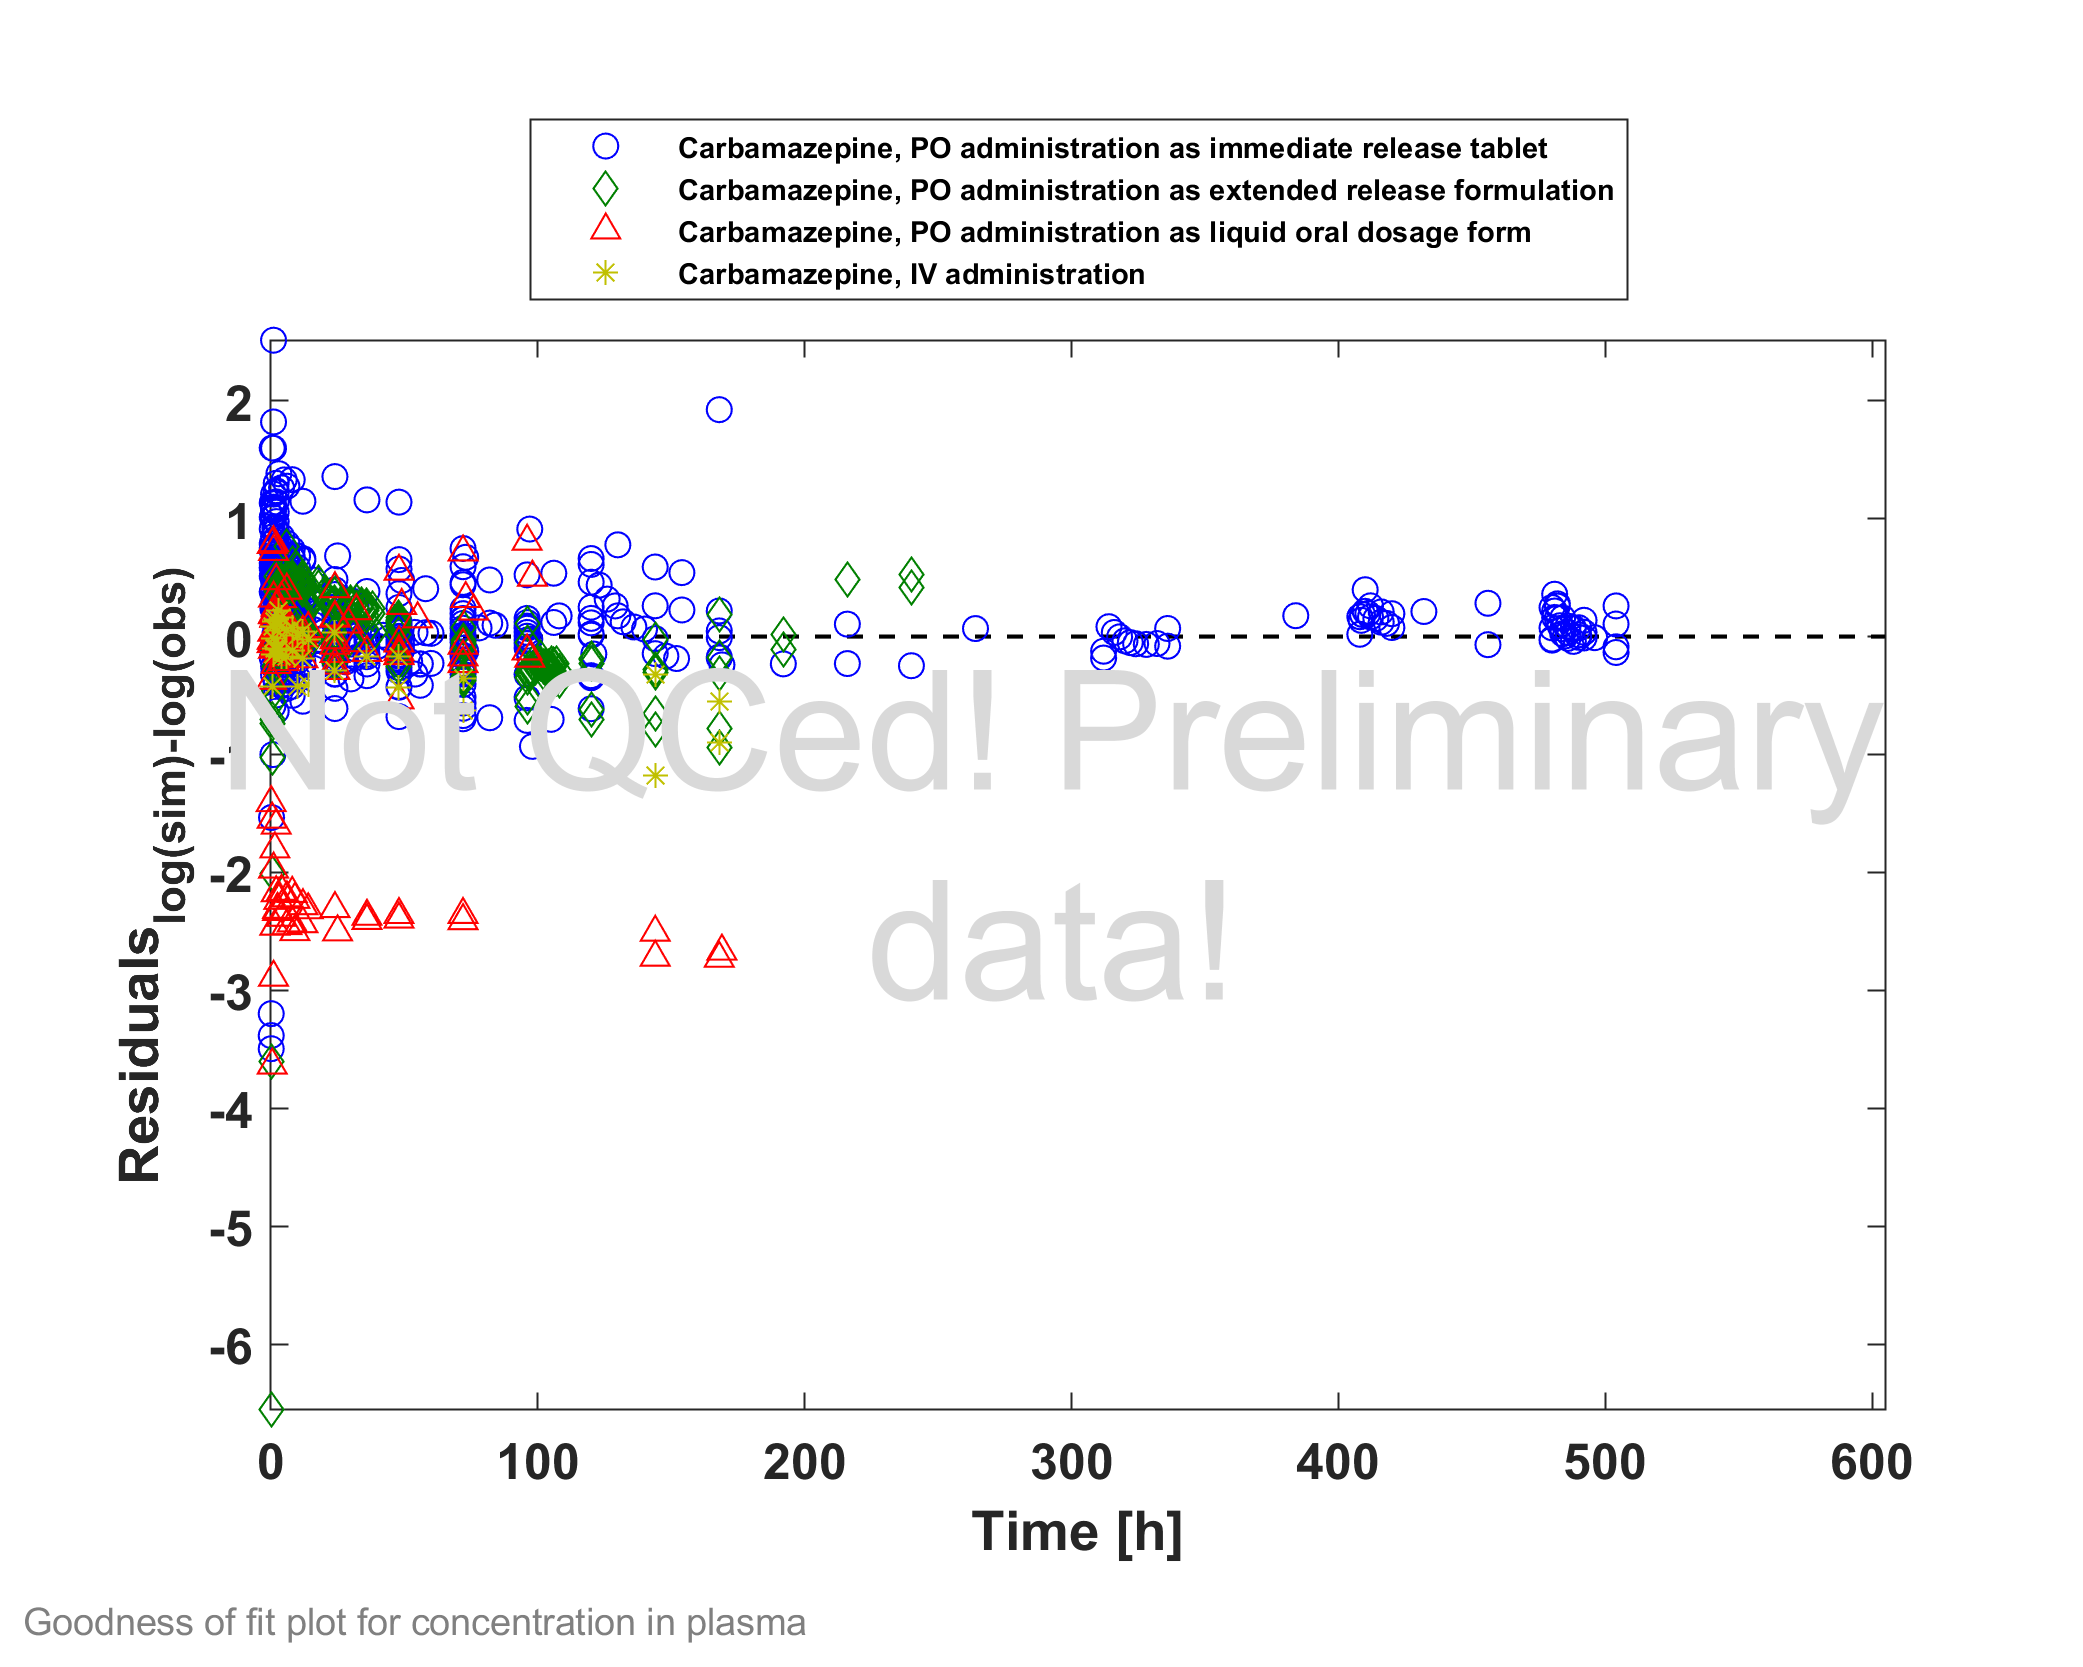 Carbamazepine, PO administration as immediate release tablet
Carbamazepine, PO administration as extended release formulation
Carbamazepine, PO administration as liquid oral dosage form
Carbamazepine, IV administration
2
1
0
-1
-2
-3
-4
-5
-6
Residuals log(sim)-log(obs)
Not QCed! Preliminary
data!
0 100 200 300 400 500 600
Time [h]
Goodness of fit plot for concentration in plasma